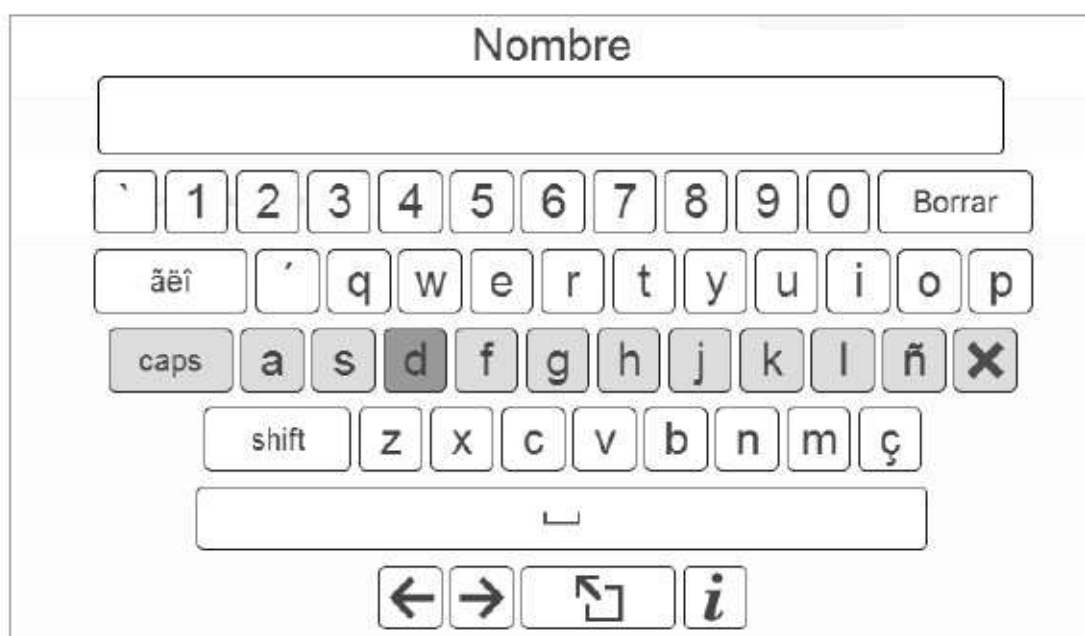 Nombre
` 1 2 3 4 5 6 7 8 9 0 Borrar
ãëî ´ q w e r t y u i o p
caps a s d f g h j k l ñ ✖
shift z x c v b n m ç
← → i